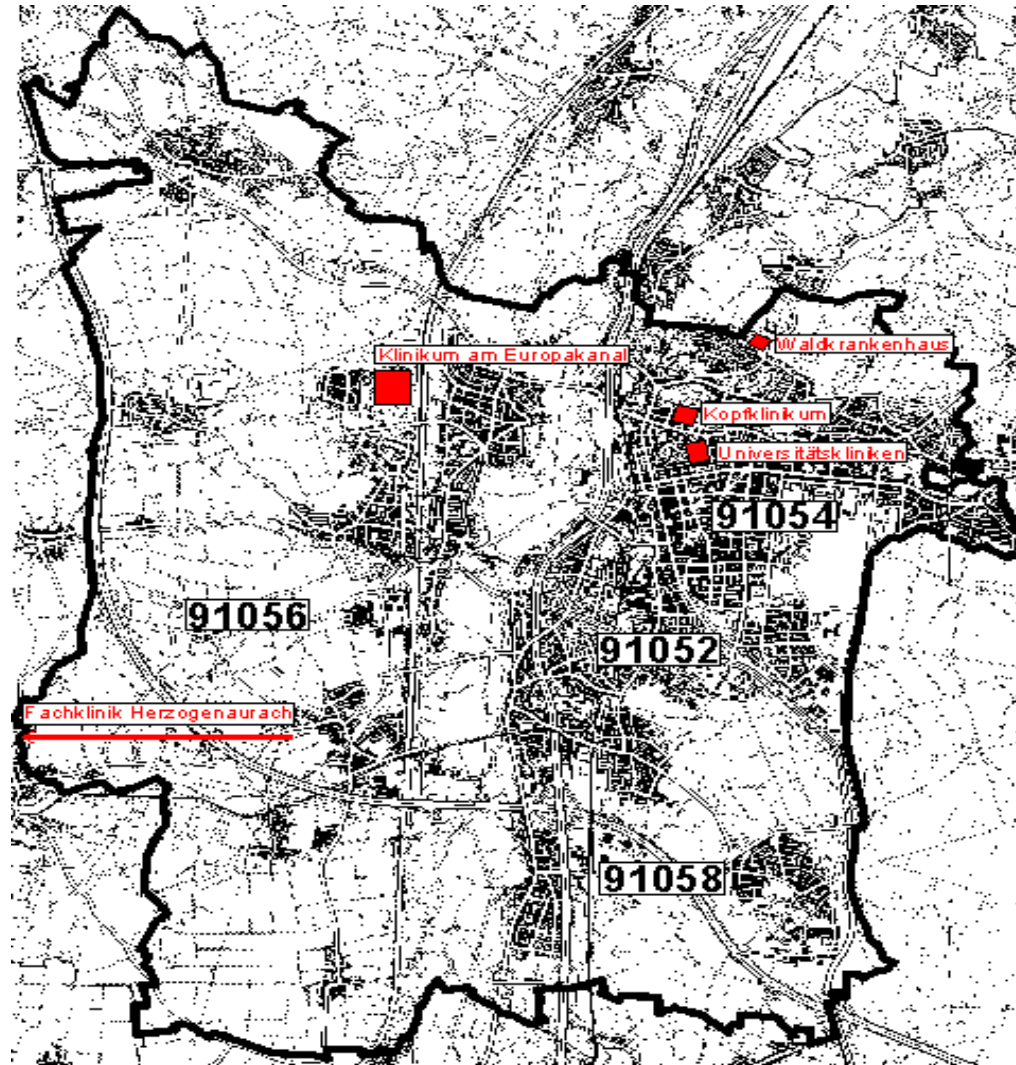 Waldkrankenhaus
Klinikum am Europakanal
Kopfklinikum
Universitätskliniken
91054
91056
91052
Fachklinik Herzogenaurach
91058